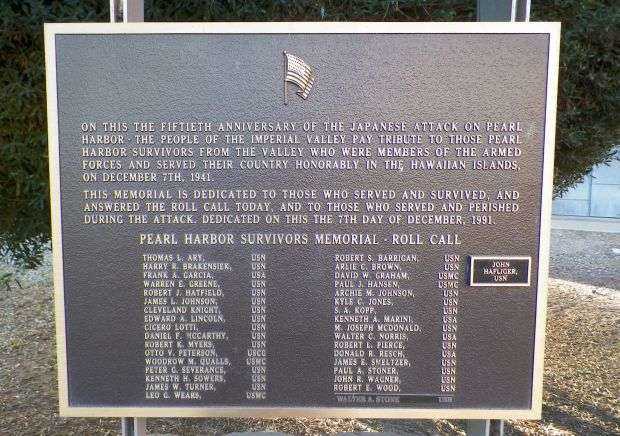 ON THIS THE FIFTIETH ANNIVERSARY OF THE JAPANESE ATTACK ON PEARL
HARBOR - THE PEOPLE OF THE IMPERIAL VALLEY PAY TRIBUTE TO THOSE PEARL
HARBOR SURVIVORS FROM THE VALLEY WHO WERE MEMBERS OF THE ARMED
FORCES AND SERVED THEIR COUNTRY HONORABLY IN THE HAWAIIAN ISLANDS,
ON DECEMBER 7TH, 1941.
THIS MEMORIAL IS DEDICATED TO THOSE WHO SERVED AND SURVIVED, AND
ANSWERED THE ROLL CALL TODAY, AND TO THOSE WHO SERVED AND PERISHED
DURING THE ATTACK. DEDICATED ON THIS THE 7TH DAY OF DECEMBER, 1991.
PEARL HARBOR SURVIVORS MEMORIAL - ROLL CALL
THOMAS L. ARY, USN
HARRY R. BRAKENSIER, USN
FRANK A. GARCIA, USA
WARREN E. GREENE, USN
ROBERT J. HATFIELD, USN
JAMES L. JOHNSON, USN
CLEVELAND KNIGHT, USN
EDWARD A. LINCOLN, USN
CICERO LOTTI, USN
DANIEL F. MCCARTHY, USN
ROBERT K. MYERS, USN
OTTO V. PETERSON, USCG
WOODROW M. QUALLS, USMC
PETER G. SEVERANCE, USN
KENNETH H. SOWERS, USN
JAMES W. TURNER, USN
LEO G. WEARS, USMC
ROBERT S. BARRIGAN, USN
ARLIE C. BROWN, USN
DAVID W. GRAHAM, USMC
PAUL J. HANSEN, USMC
ARCHIE M. JOHNSON, USN
KYLE C. JONES, USN
S. A. KOPP, USN
KENNETH A. MARINI, USA
M. JOSEPH MCDONALD, USN
WALTER C. NORRIS, USA
ROBERT L. PIERCE, USN
DONALD R. RESCH, USA
JAMES E. SMELTZER, USN
PAUL A. STONER, USN
JOHN R. WAGNER, USN
ROBERT E. WOOD, USN
WALTER A. STONE USN
JOHN
HAFLIGER,
USN